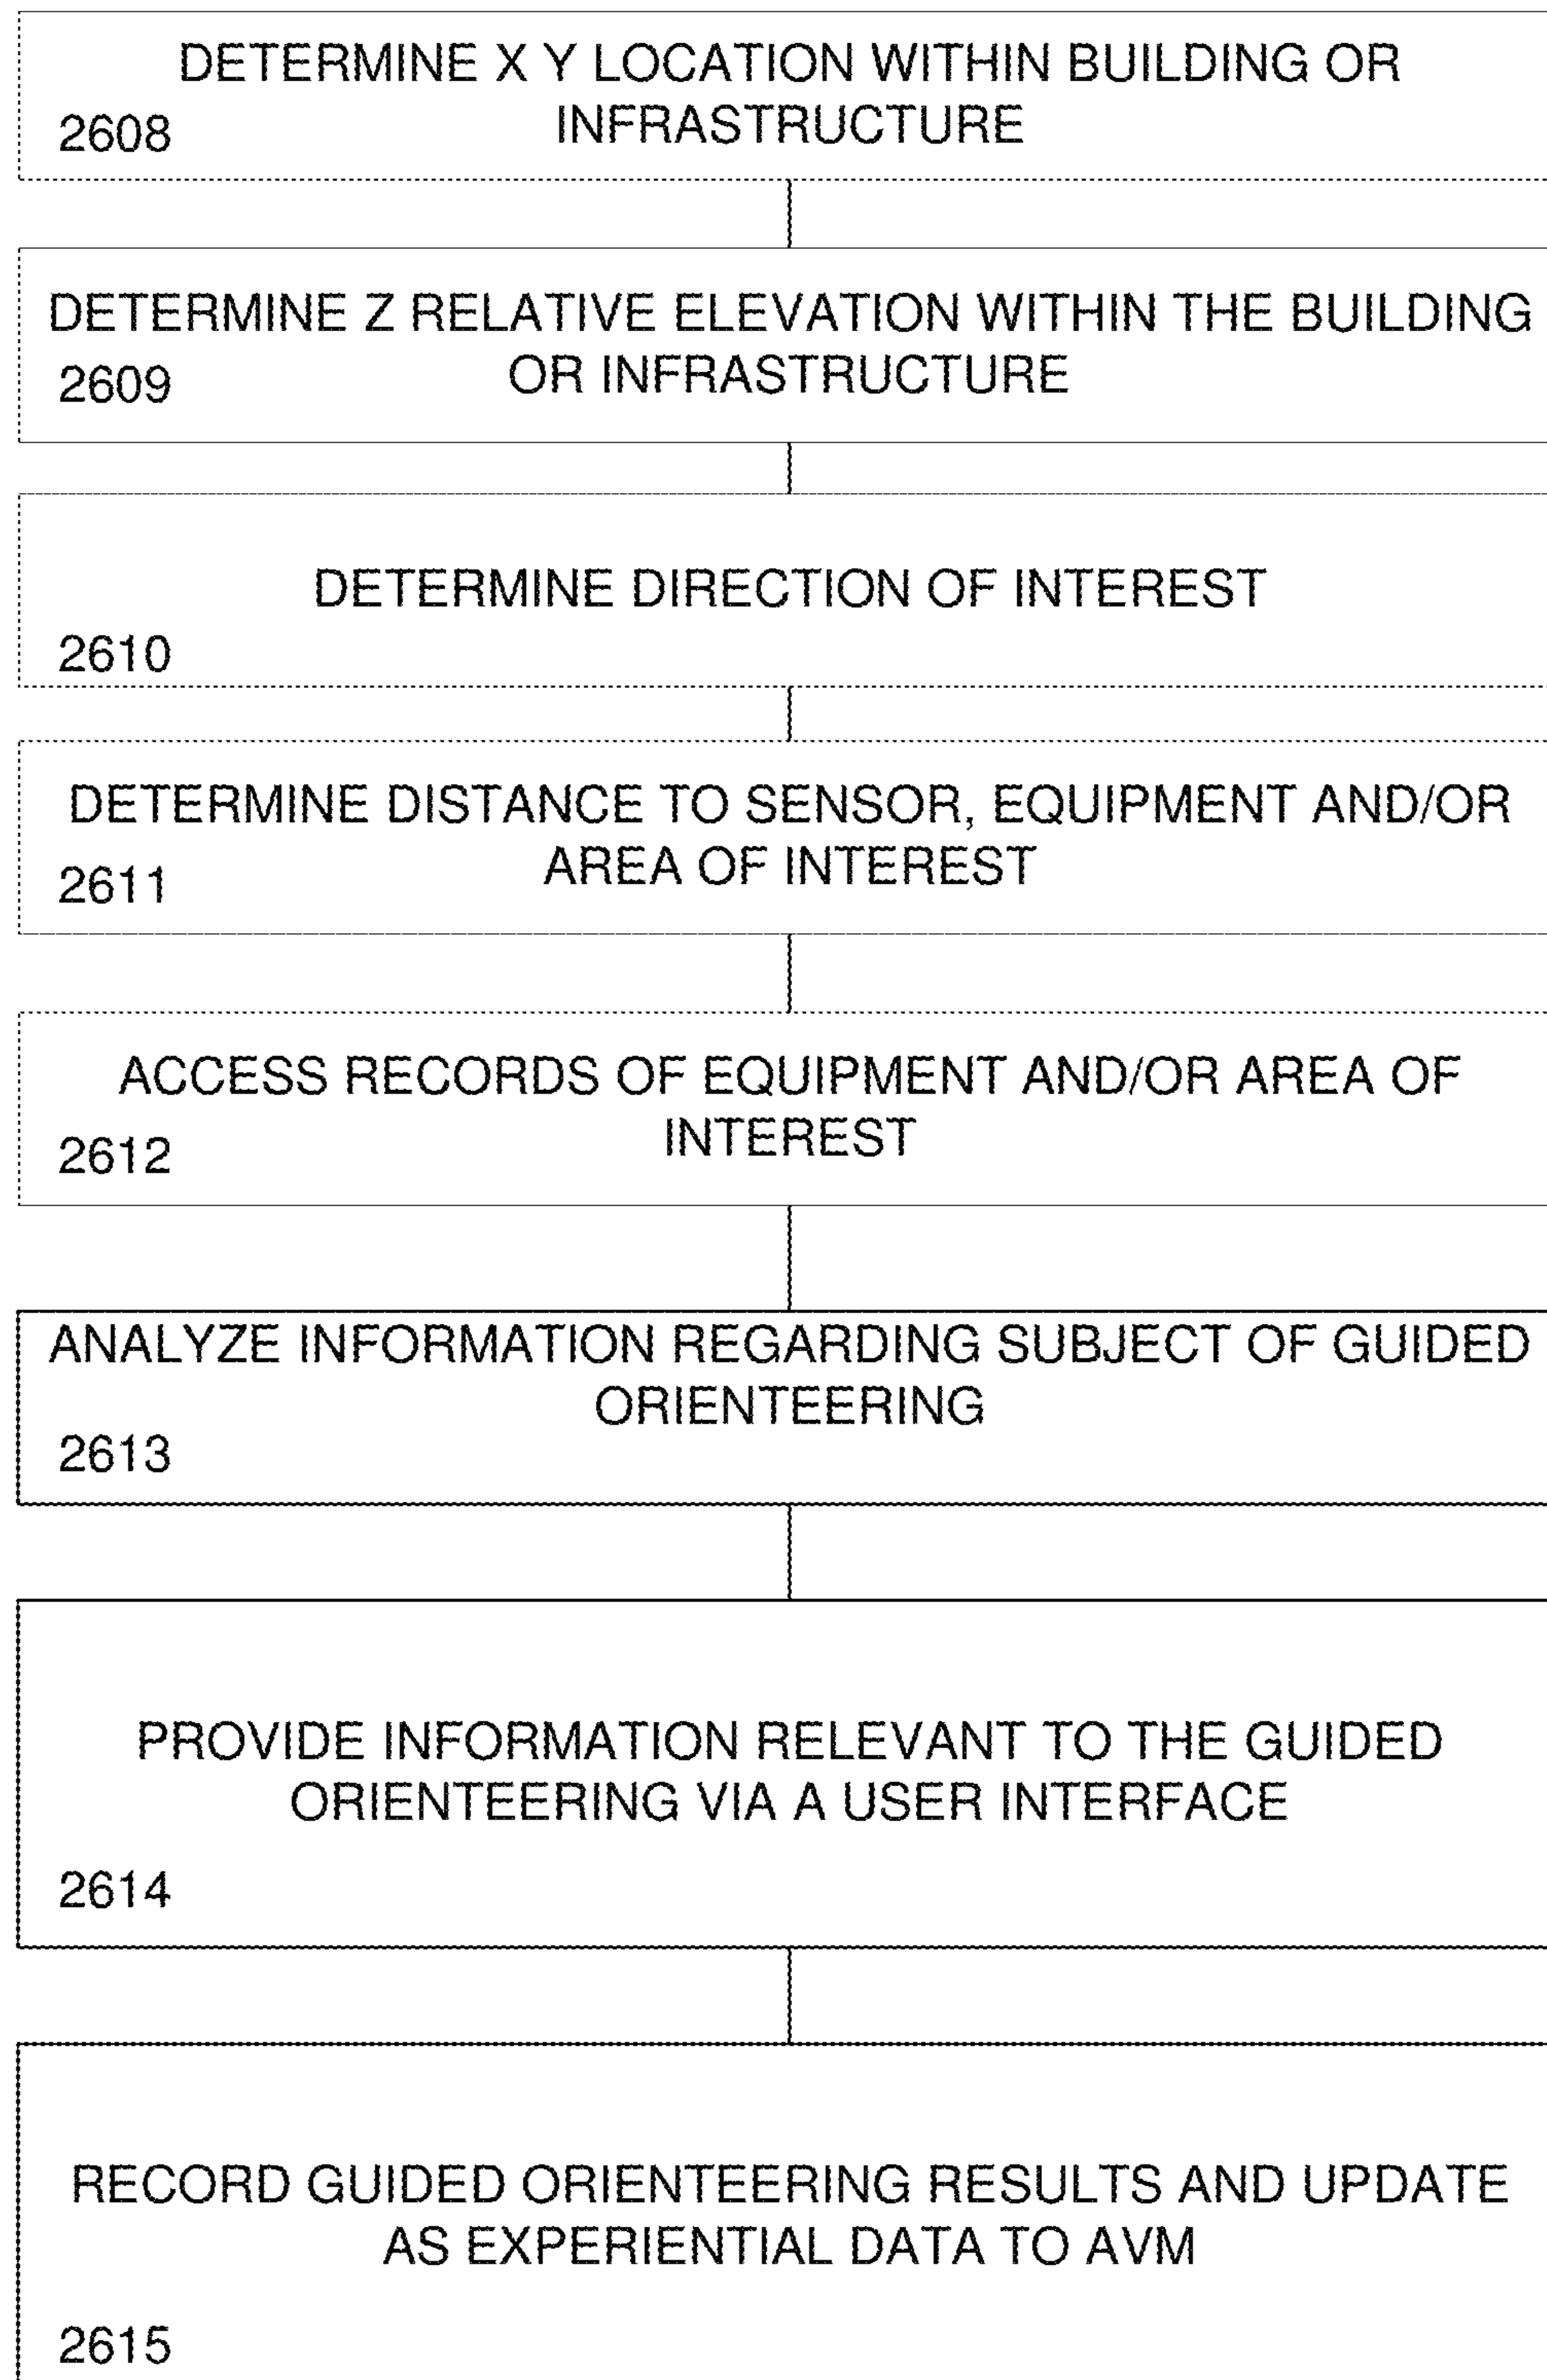 DETERMINE X Y LOCATION WITHIN BUILDING OR
INFRASTRUCTURE
2608
DETERMINE Z RELATIVE ELEVATION WITHIN THE BUILDING
OR INFRASTRUCTURE
2609
DETERMINE DIRECTION OF INTEREST
2610
DETERMINE DISTANCE TO SENSOR, EQUIPMENT AND/OR
AREA OF INTEREST
2611
ACCESS RECORDS OF EQUIPMENT AND/OR AREA OF
INTEREST
2612
ANALYZE INFORMATION REGARDING SUBJECT OF GUIDED
ORIENTEERING
2613
PROVIDE INFORMATION RELEVANT TO THE GUIDED
ORIENTEERING VIA A USER INTERFACE
2614
RECORD GUIDED ORIENTEERING RESULTS AND UPDATE
AS EXPERIENTIAL DATA TO AVM
2615